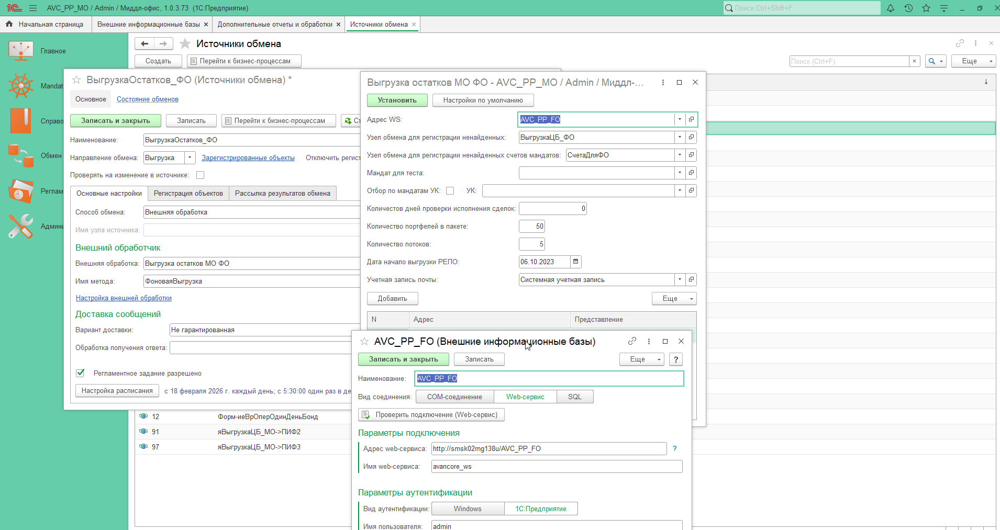 AVC_PP_MO / Admin / Миддл-офис, 1.0.3.73 (1С:Предприятие)
Поиск Ctrl+Shift+F
Начальная страница
Внешние информационные базы ×
Дополнительные отчеты и обработки ×
Источники обмена ×
Главное
Mandat
Справо
Обмен
Реглам
Админи
Источники обмена
Создать
Перейти к бизнес-процессам
Поиск (Ctrl+F)
×
Еще
ВыгрузкаОстатков_ФО (Источники обмена) *
Основное
Состояние обменов
Записать и закрыть
Записать
Перейти к бизнес-процессам
Ст
Наименование:
ВыгрузкаОстатков_ФО
Направление обмена:
Выгрузка
Зарегистрированные объекты
Отключить регист
Проверять на изменение в источнике:
Основные настройки
Регистрация объектов
Рассылка результатов обмена
Способ обмена:
Внешняя обработка
Имя узла источника:
Внешний обработчик
Внешняя обработка:
Выгрузка остатков МО ФО
Имя метода:
ФоноваяВыгрузка
Настройка внешней обработки
Доставка сообщений
Вариант доставки:
Не гарантированная
Обработка получения ответа:
Регламентное задание разрешено
Настройка расписания
с 18 февраля 2026 г. каждый день; с 5:30:00 один раз в де
12 Форм-иеВрОперОдинДеньБонд
91 яВыгрузкаЦБ_МО->ПИФ2
97 яВыгрузкаЦБ_МО->ПИФ3
Выгрузка остатков МО ФО - AVC_PP_MO / Admin / Миддл-...
Установить
Настройки по умолчанию
Адрес WS:
AVC_PP_FO
Узел обмена для регистрации ненайденных:
ВыгрузкаЦБ_ФО
Узел обмена для регистрации ненайденных счетов мандатов:
СчетаДляФО
Мандат для теста:
Отбор по мандатам УК:
УК:
Количестов дней проверки исполнения сделок:
0
Количество портфелей в пакете:
50
Количество потоков:
5
Дата начало выгрузки РЕПО:
06.10.2023
Учетная запись почты:
Системная учетная запись
Добавить
Еще
N Адрес Представление
AVC_PP_FO (Внешние информационные базы)
Записать и закрыть
Записать
Еще
?
Наименование:
AVC_PP_FO
Вид соединения:
COM-соединение
Web-сервис
SQL
Проверить подключение (Web-сервис)
Параметры подключения
Адрес web-сервиса:
http://smsk02mg138u/AVC_PP_FO
?
Имя web-сервиса:
avancore_ws
Параметры аутентификации
Вид аутентификации:
Windows
1С:Предприятие
Имя пользователя:
admin